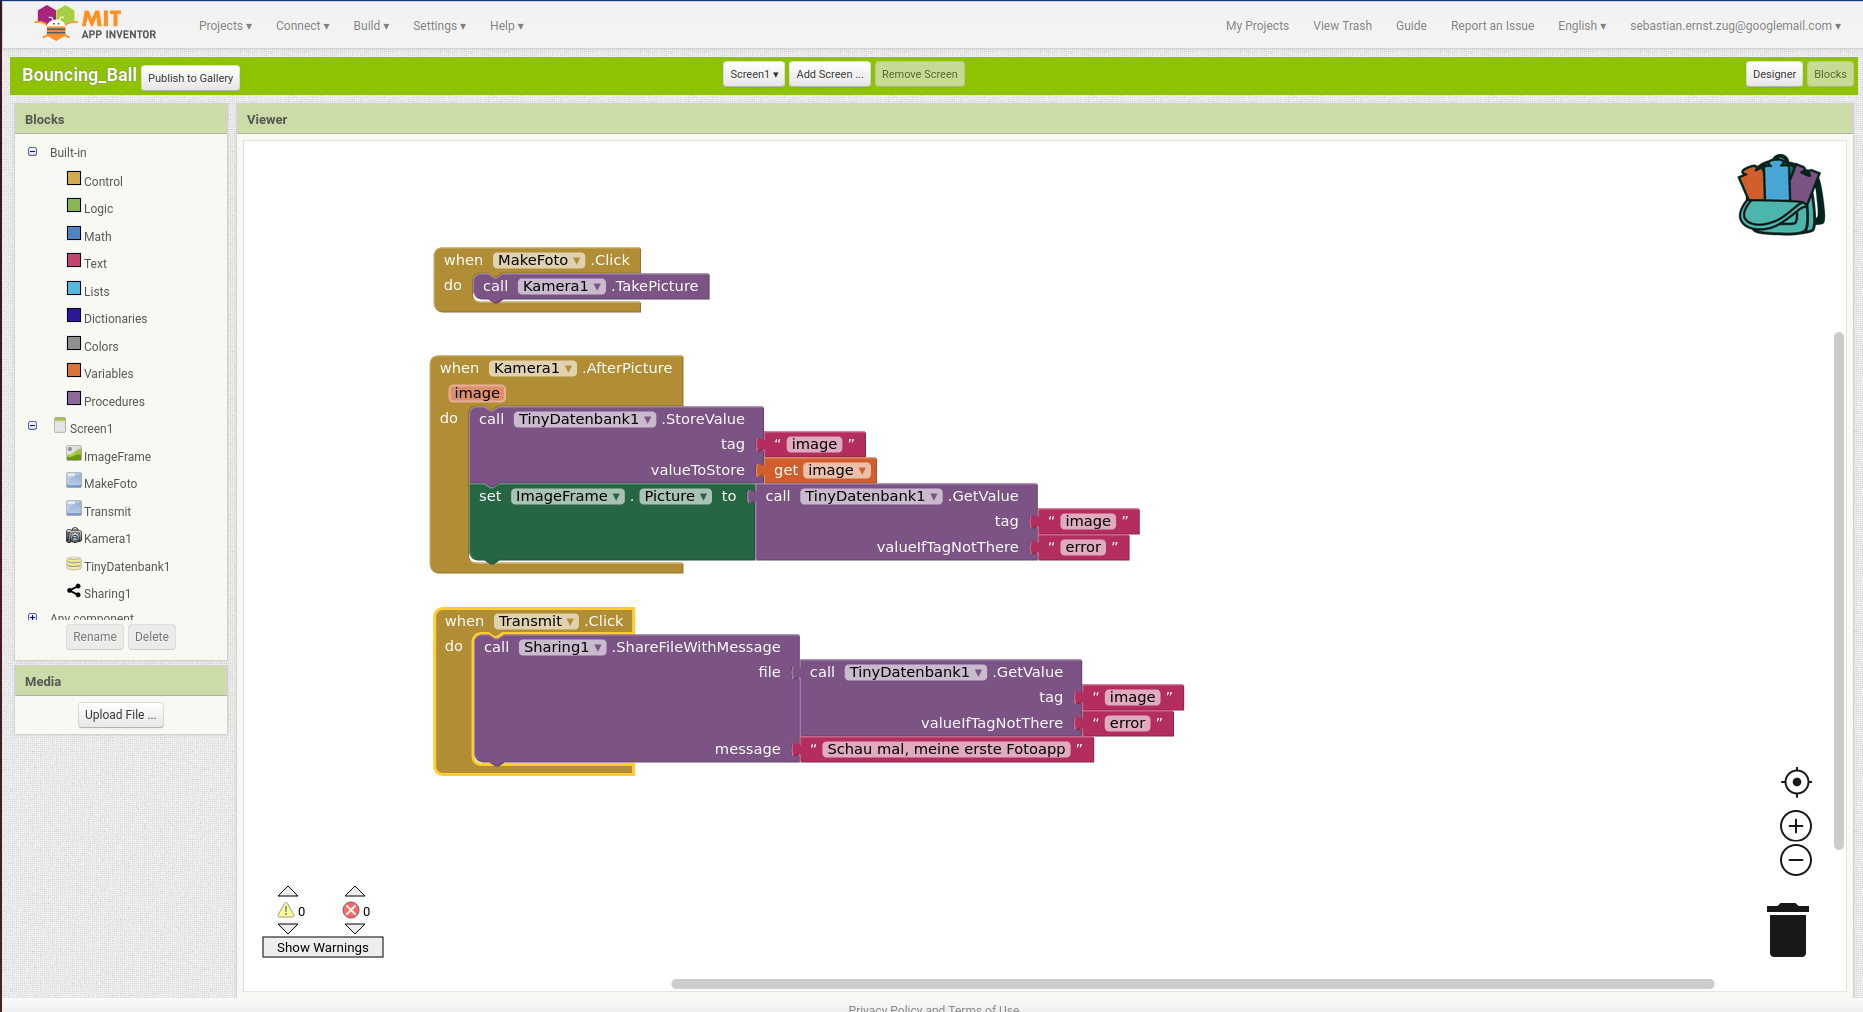 MIT
APP INVENTOR
Projects ▾ Connect ▾ Build ▾ Settings ▾ Help ▾ My Projects View Trash Guide Report an Issue English ▾ sebastian.ernst.zug@googlemail.com ▾
Bouncing_Ball Publish to Gallery Screen1 ▾ Add Screen ... Remove Screen Designer Blocks
Blocks
Built-in
Control
Logic
Math
Text
Lists
Dictionaries
Colors
Variables
Procedures
Screen1
ImageFrame
MakeFoto
Transmit
Kamera1
TinyDatenbank1
Sharing1
Any component
Rename Delete
Media
Upload File ...
Viewer
when MakeFoto ▾ .Click
do call Kamera1 ▾ .TakePicture
when Kamera1 ▾ .AfterPicture
image
do call TinyDatenbank1 ▾ .StoreValue
tag “ image ”
valueToStore get image ▾
set ImageFrame ▾ . Picture ▾ to call TinyDatenbank1 ▾ .GetValue
tag “ image ”
valueIfTagNotThere “ error ”
when Transmit ▾ .Click
do call Sharing1 ▾ .ShareFileWithMessage
file call TinyDatenbank1 ▾ .GetValue
tag “ image ”
valueIfTagNotThere “ error ”
message “ Schau mal, meine erste Fotoapp ”
0 0
Show Warnings
Privacy Policy and Terms of Use